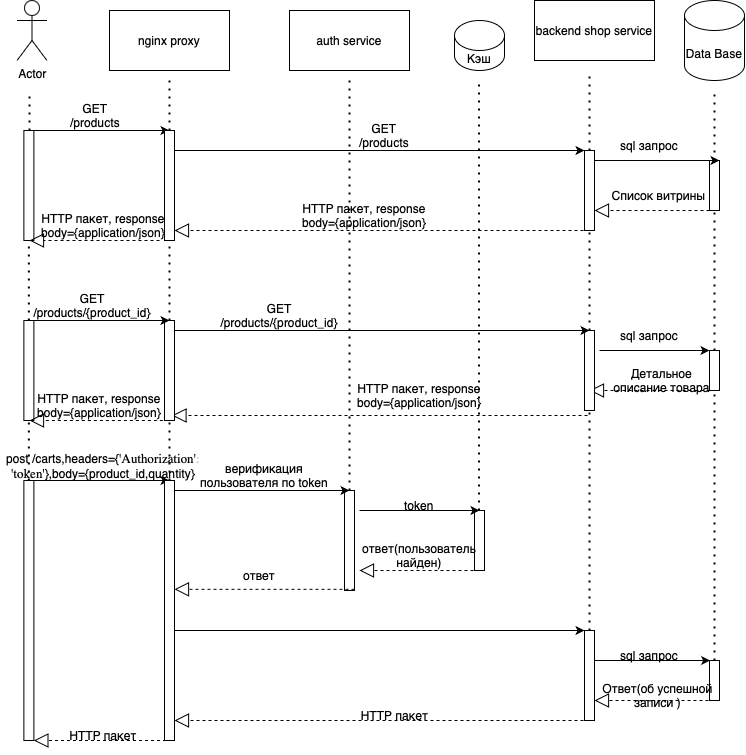 Actor
nginx proxy
auth service
Кэш
backend shop service
Data Base
GET
/products
GET
/products
sql запрос
Список витрины
HTTP пакет, response
body={application/json}
HTTP пакет, response
body={application/json}
GET
/products/{product_id}
GET
/products/{product_id}
sql запрос
Детальное
описание товара
HTTP пакет, response
body={application/json}
HTTP пакет, response
body={application/json}
post /carts,headers={'Authorization':
'token'},body={product_id,quantity}
верификация
пользователя по token
token
ответ(пользователь
найден)
ответ
sql запрос
Ответ(об успешной
записи )
HTTP пакет
HTTP пакет